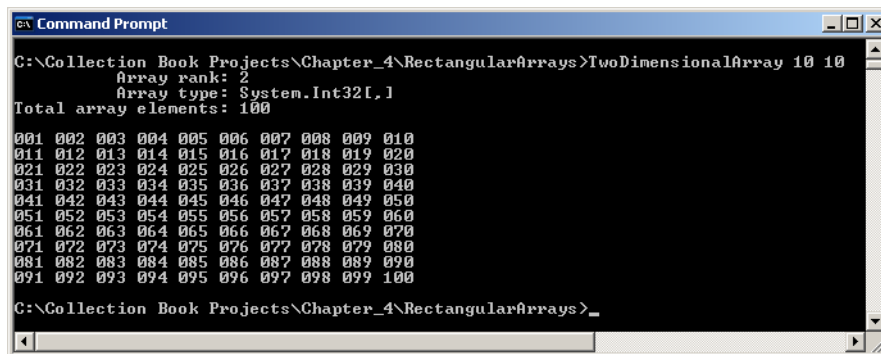 Command Prompt
C:\Collection Book Projects\Chapter_4\RectangularArrays>TwoDimensionalArray 10 10
Array rank: 2
Array type: System.Int32[,]
Total array elements: 100
001 002 003 004 005 006 007 008 009 010
011 012 013 014 015 016 017 018 019 020
021 022 023 024 025 026 027 028 029 030
031 032 033 034 035 036 037 038 039 040
041 042 043 044 045 046 047 048 049 050
051 052 053 054 055 056 057 058 059 060
061 062 063 064 065 066 067 068 069 070
071 072 073 074 075 076 077 078 079 080
081 082 083 084 085 086 087 088 089 090
091 092 093 094 095 096 097 098 099 100
C:\Collection Book Projects\Chapter_4\RectangularArrays>_